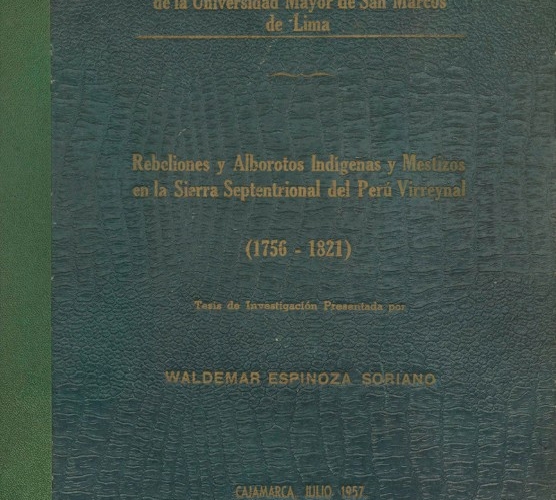 de la Universidad Mayor de San Marcos
de Lima
Rebeliones y Alborotos Indígenas y Mestizos
en la Sierra Septentrional del Perú Virreynal
(1756 - 1821)
Tesis de Investigación Presentada por
WALDEMAR ESPINOZA SORIANO
CAJAMARCA JULIO 1957